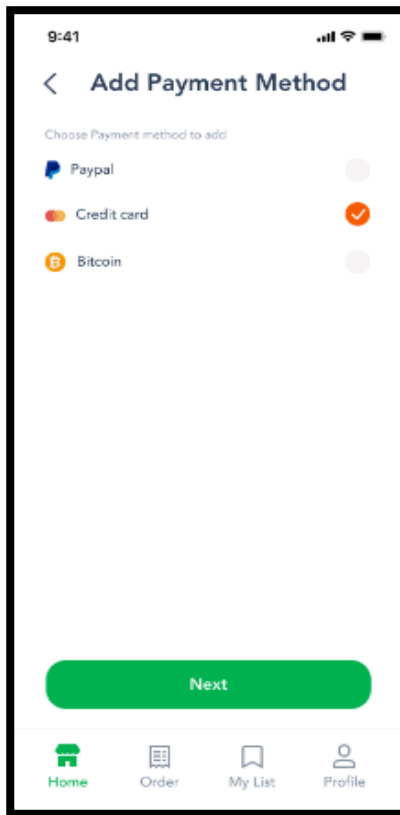 9:41
Add Payment Method
Choose Payment method to add
Paypal
Credit card
Bitcoin
Next
Home Order My List Profile